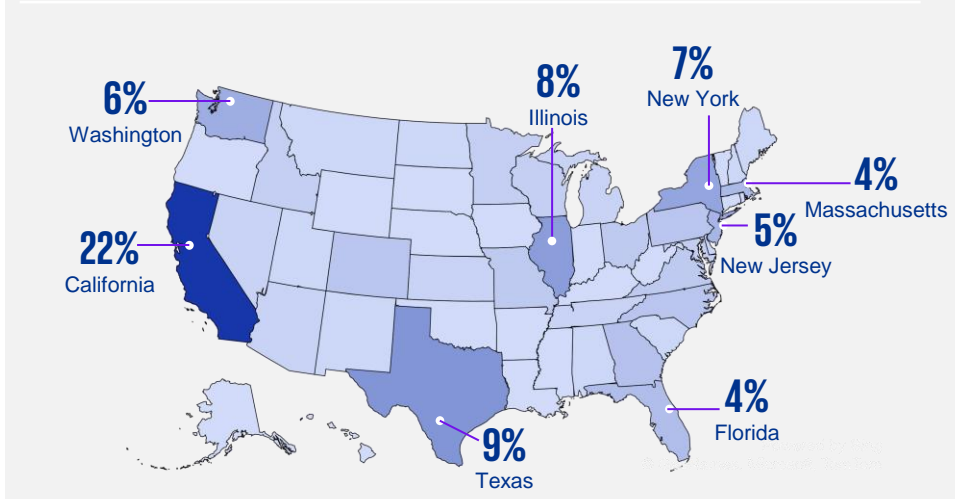 7%
New York
8%
Illinois
6%
Washington
4%
Massachusetts
5%
New Jersey
22%
California
4%
Florida
9%
Texas